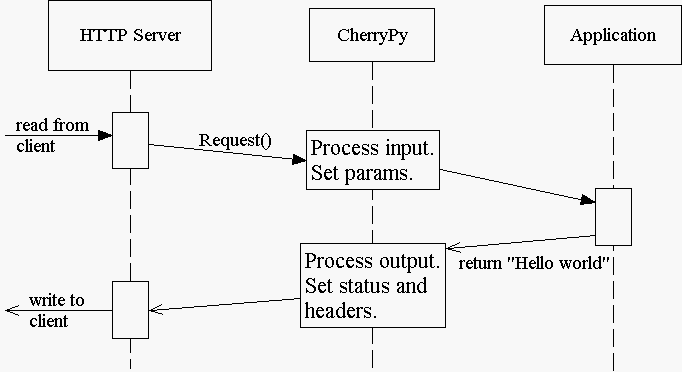 HTTP Server
CherryPy
Application
read from
client
Request()
Process input.
Set params.
return "Hello world"
Process output.
Set status and
headers.
write to
client